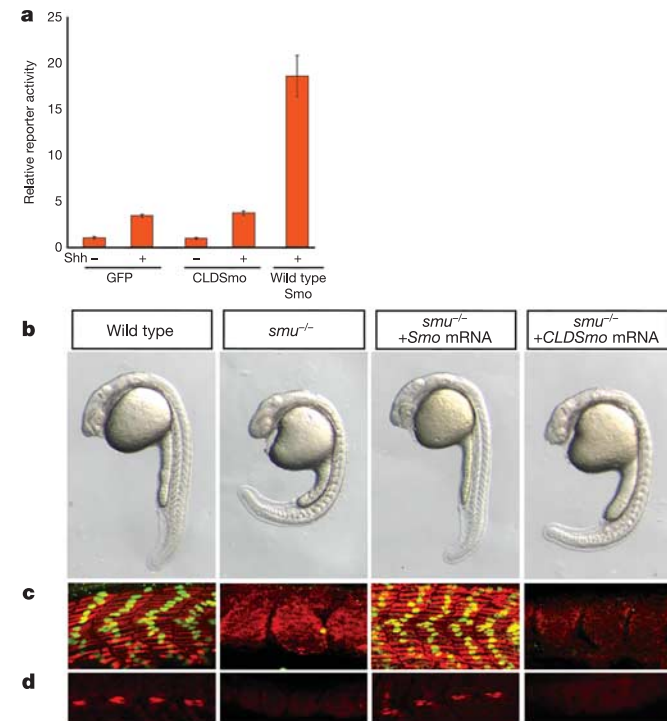 a
Relative reporter activity
25
20
15
10
5
0
Shh – + – + +
GFP CLDSmo Wild type
Smo
b
Wild type
smu–/–
smu–/–
+Smo mRNA
smu–/–
+CLDSmo mRNA
c
d